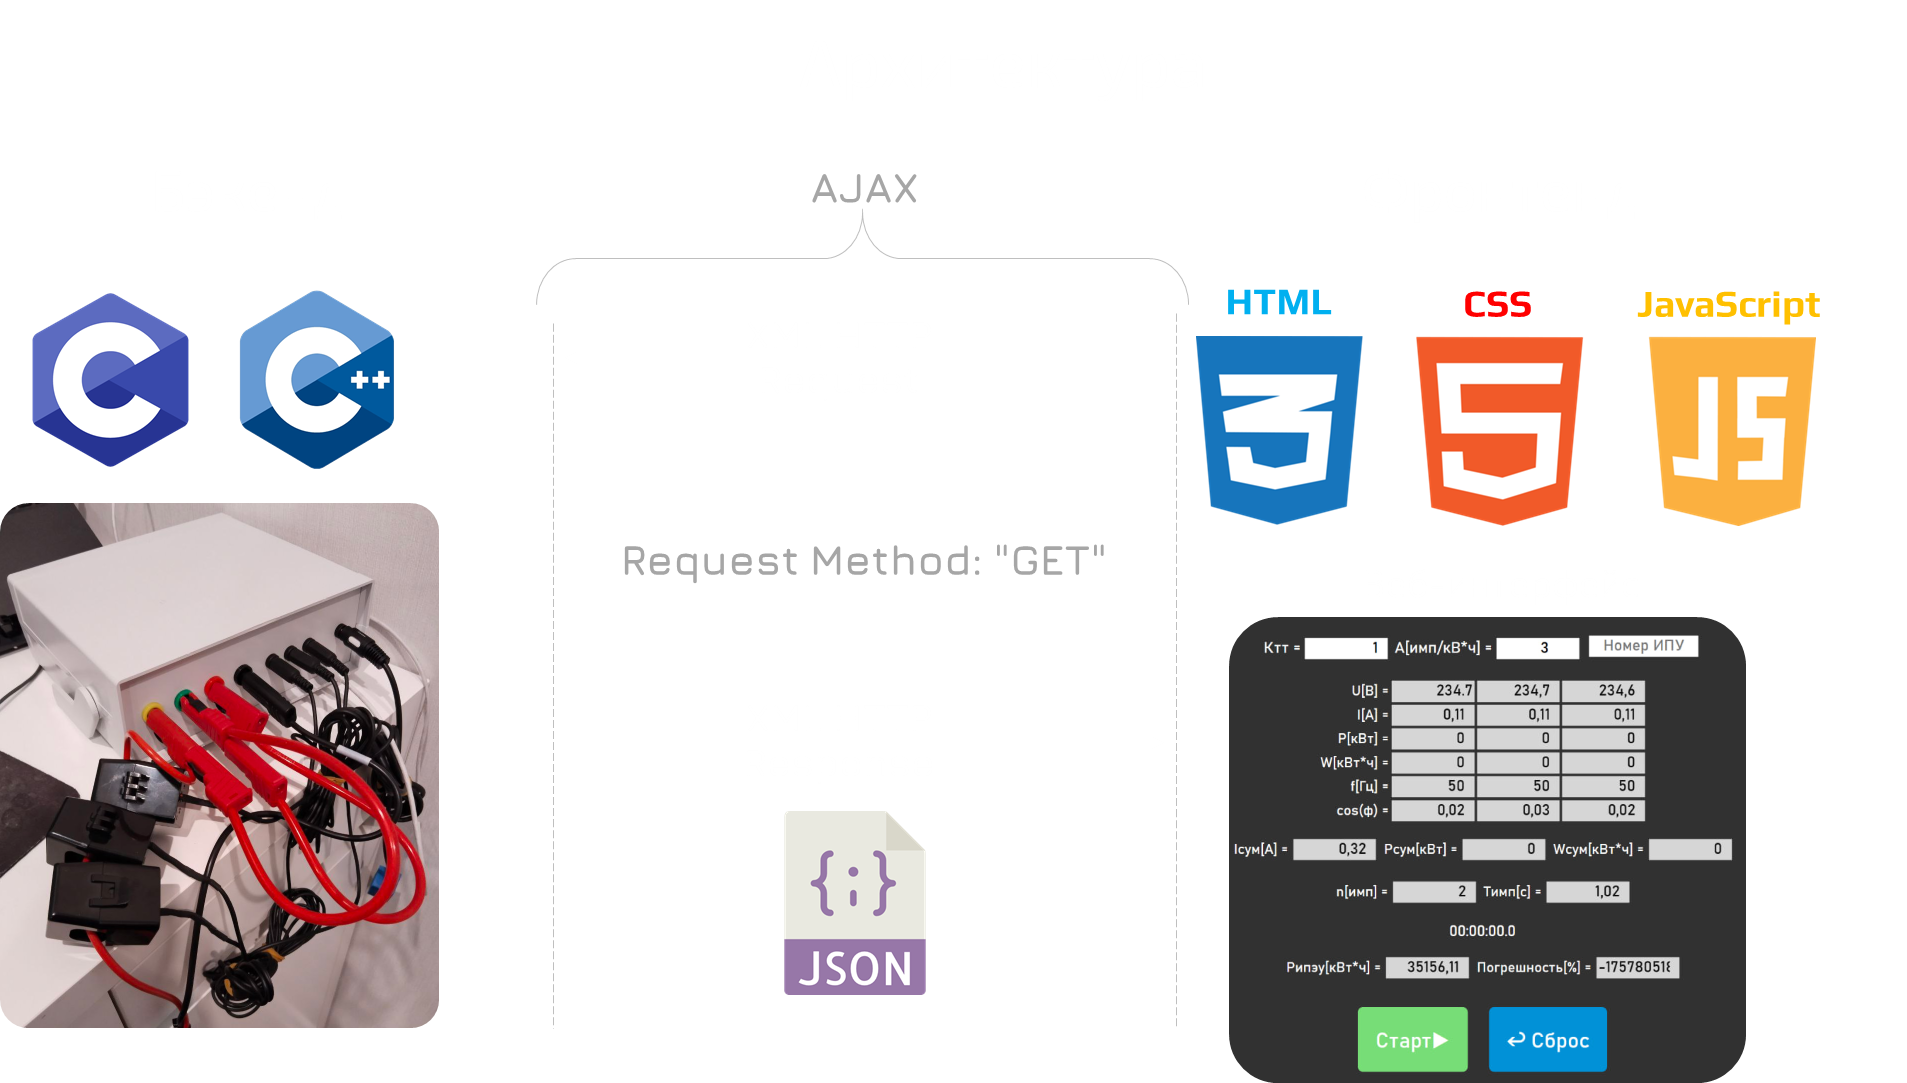 AJAX
HTML
CSS
JavaScript
C
C++
3
5
JS
Request Method: "GET"
{;}
JSON
Ктт = 1 А[имп/кВ*ч] = 3 Номер ИПУ
U[В] = 234.7 234,7 234,6
I[А] = 0,11 0,11 0,11
P[кВт] = 0 0 0
W[кВт*ч] = 0 0 0
f[Гц] = 50 50 50
cos(ф) = 0,02 0,03 0,02
Iсум[А] = 0,32 Pсум[кВт] = 0 Wсум[кВт*ч] = 0
n[имп] = 2 Тимп[с] = 1,02
00:00:00.0
Рипэу[кВт*ч] = 35156,11 Погрешность[%] = -17578051
Старт▶
↩ Сброс